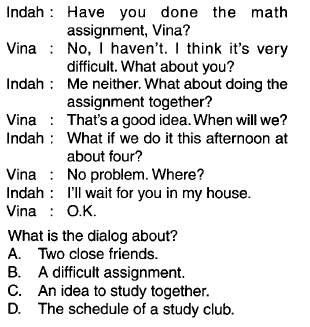 Indah : Have you done the math
assignment, Vina?
Vina : No, I haven't. I think it's very
difficult. What about you?
Indah : Me neither. What about doing the
assignment together?
Vina : That's a good idea. When will we?
Indah : What if we do it this afternoon at
about four?
Vina : No problem. Where?
Indah : I'll wait for you in my house.
Vina : O.K.
What is the dialog about?
A. Two close friends.
B. A difficult assignment.
C. An idea to study together.
D. The schedule of a study club.